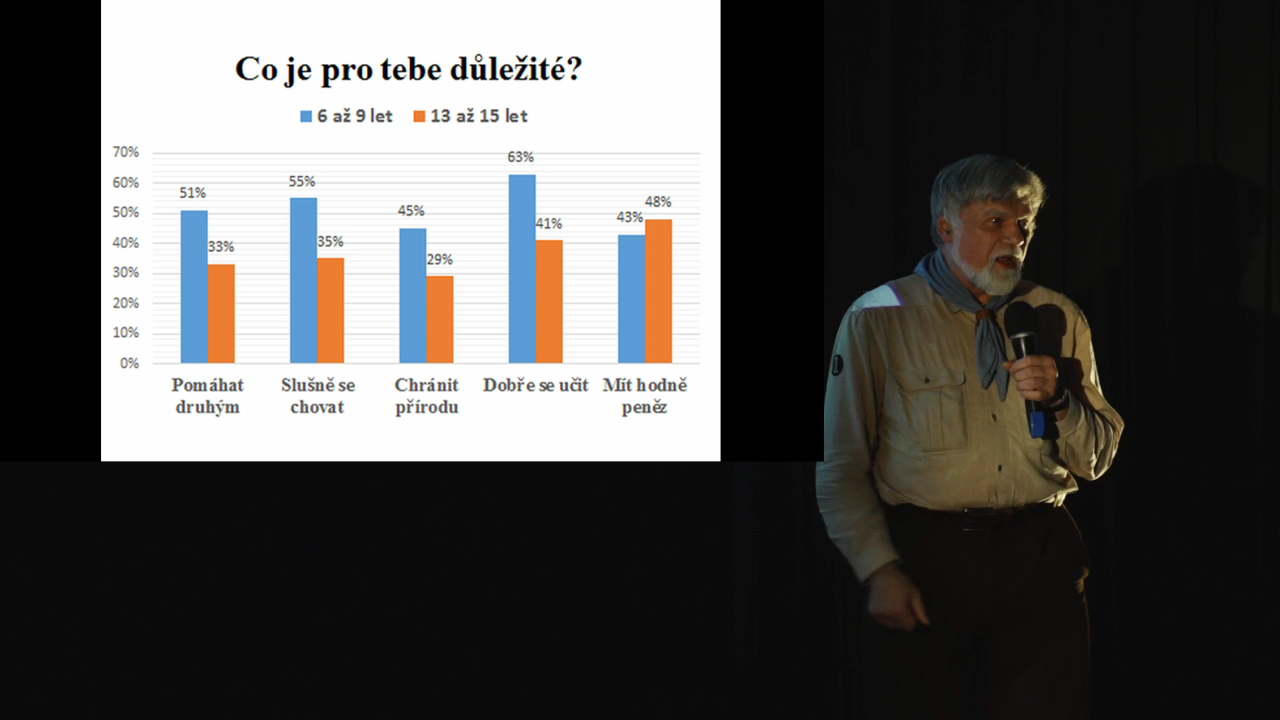 Co je pro tebe důležité?
6 až 9 let 13 až 15 let
70%
60%
50%
40%
30%
20%
10%
0%
51%
33%
55%
35%
45%
29%
63%
41%
43%
48%
Pomáhat druhým
Slušně se chovat
Chránit přírodu
Dobře se učit
Mít hodně peněz